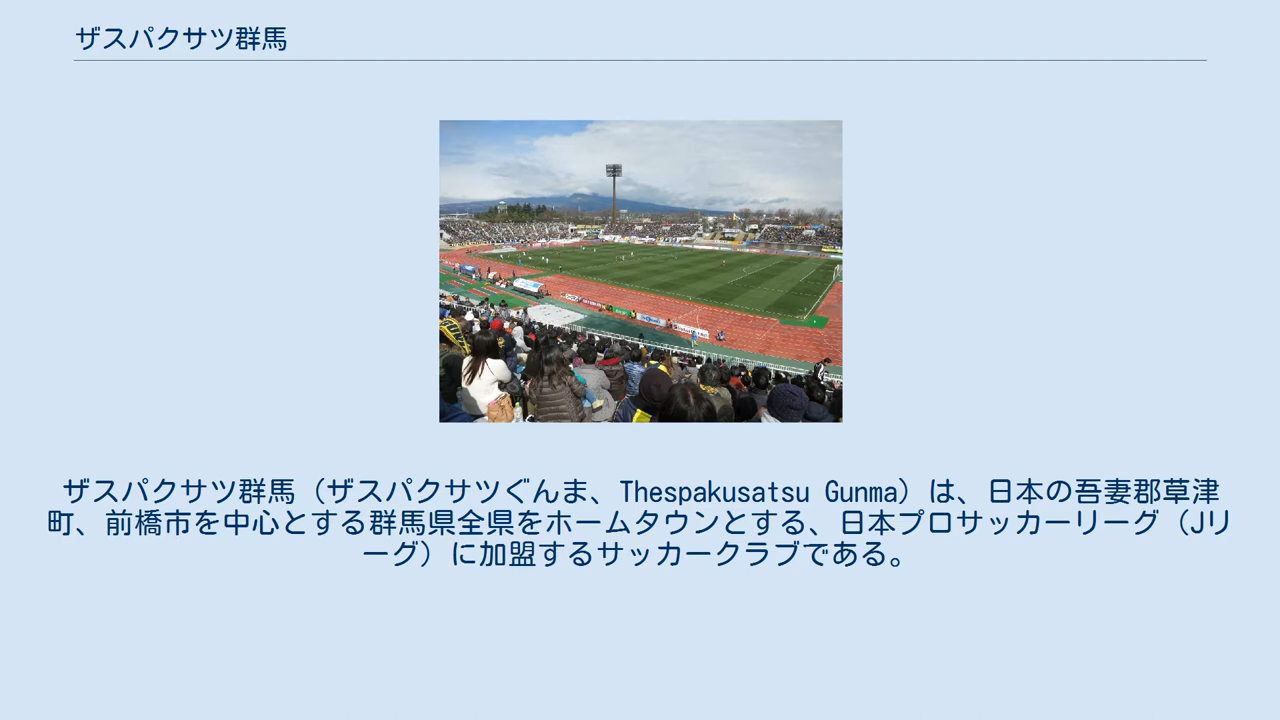 ザスパクサツ群馬
ザスパクサツ群馬（ザスパクサツぐんま、Thespakusatsu Gunma）は、日本の吾妻郡草津
町、前橋市を中心とする群馬県全県をホームタウンとする、日本プロサッカーリーグ（Jリ
ーグ）に加盟するサッカークラブである。